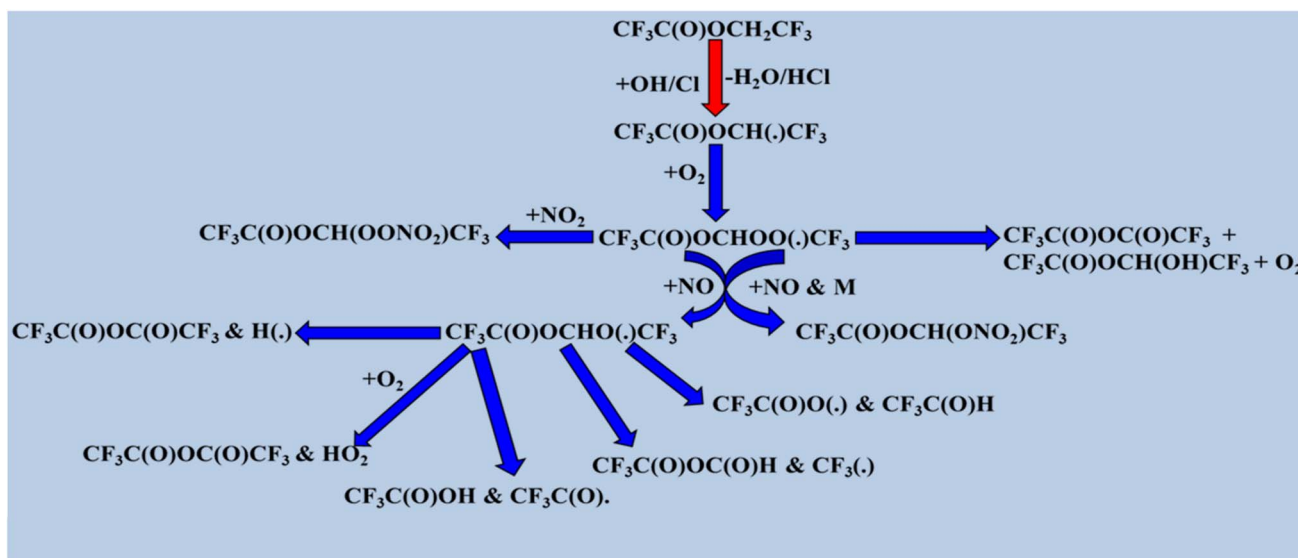 CF₃C(O)OCH₂CF₃
+OH/Cl -H₂O/HCl
CF₃C(O)OCH(.)CF₃
+O₂
CF₃C(O)OCH(OONO₂)CF₃
+NO₂
CF₃C(O)OCHOO(.)CF₃
CF₃C(O)OC(O)CF₃ +
CF₃C(O)OCH(OH)CF₃ + O₂
+NO +NO & M
CF₃C(O)OC(O)CF₃ & H(.)
CF₃C(O)OCHO(.)CF₃
CF₃C(O)OCH(ONO₂)CF₃
+O₂
CF₃C(O)O(.) & CF₃C(O)H
CF₃C(O)OC(O)CF₃ & HO₂
CF₃C(O)OC(O)H & CF₃(.)
CF₃C(O)OH & CF₃C(O).